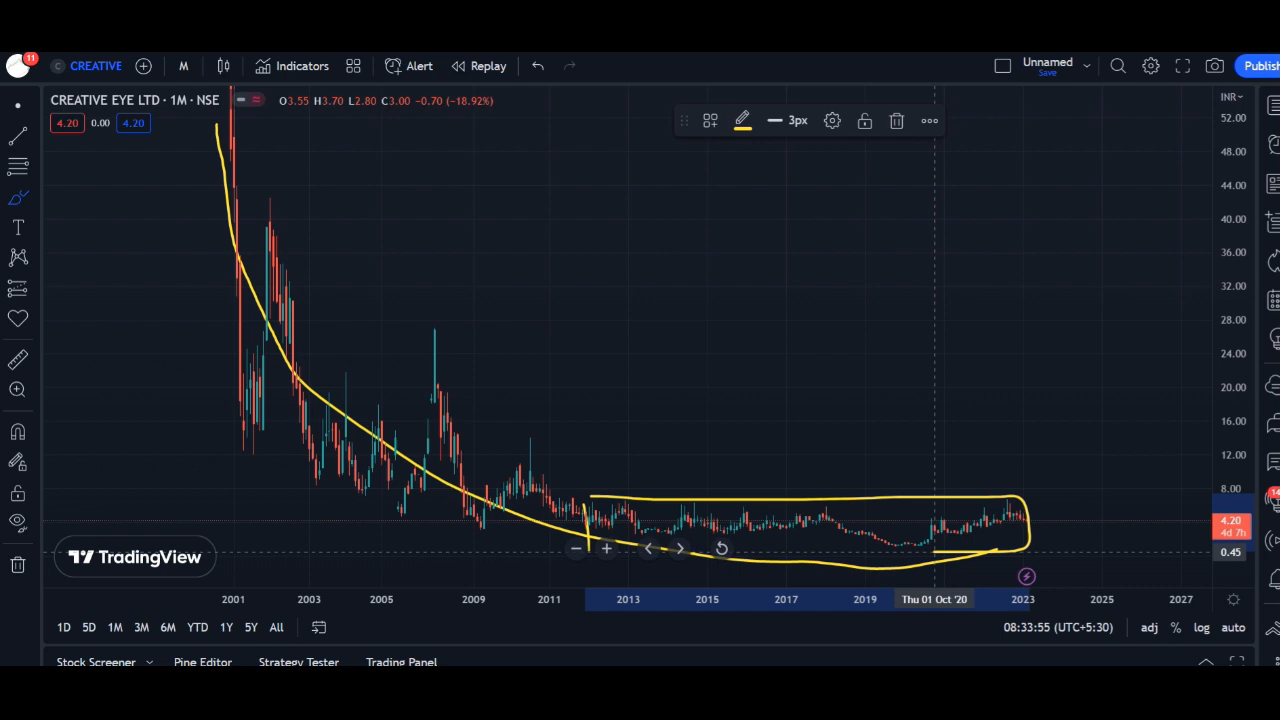 11
C CREATIVE M Indicators Alert Replay Unnamed Save Publish
CREATIVE EYE LTD · 1M · NSE O3.55 H3.70 L2.80 C3.00 -0.70 (-18.92%)
4.20 0.00 4.20
3px
INR
52.00
48.00
44.00
40.00
36.00
32.00
28.00
24.00
20.00
16.00
12.00
8.00
4.20
4d 7h
0.45
14
TradingView
2001 2003 2005 2009 2011 2013 2015 2017 2019 Thu 01 Oct '20 2023 2025 2027
1D 5D 1M 3M 6M YTD 1Y 5Y All 08:33:55 (UTC+5:30) adj % log auto
Stock Screener Pine Editor Strategy Tester Trading Panel